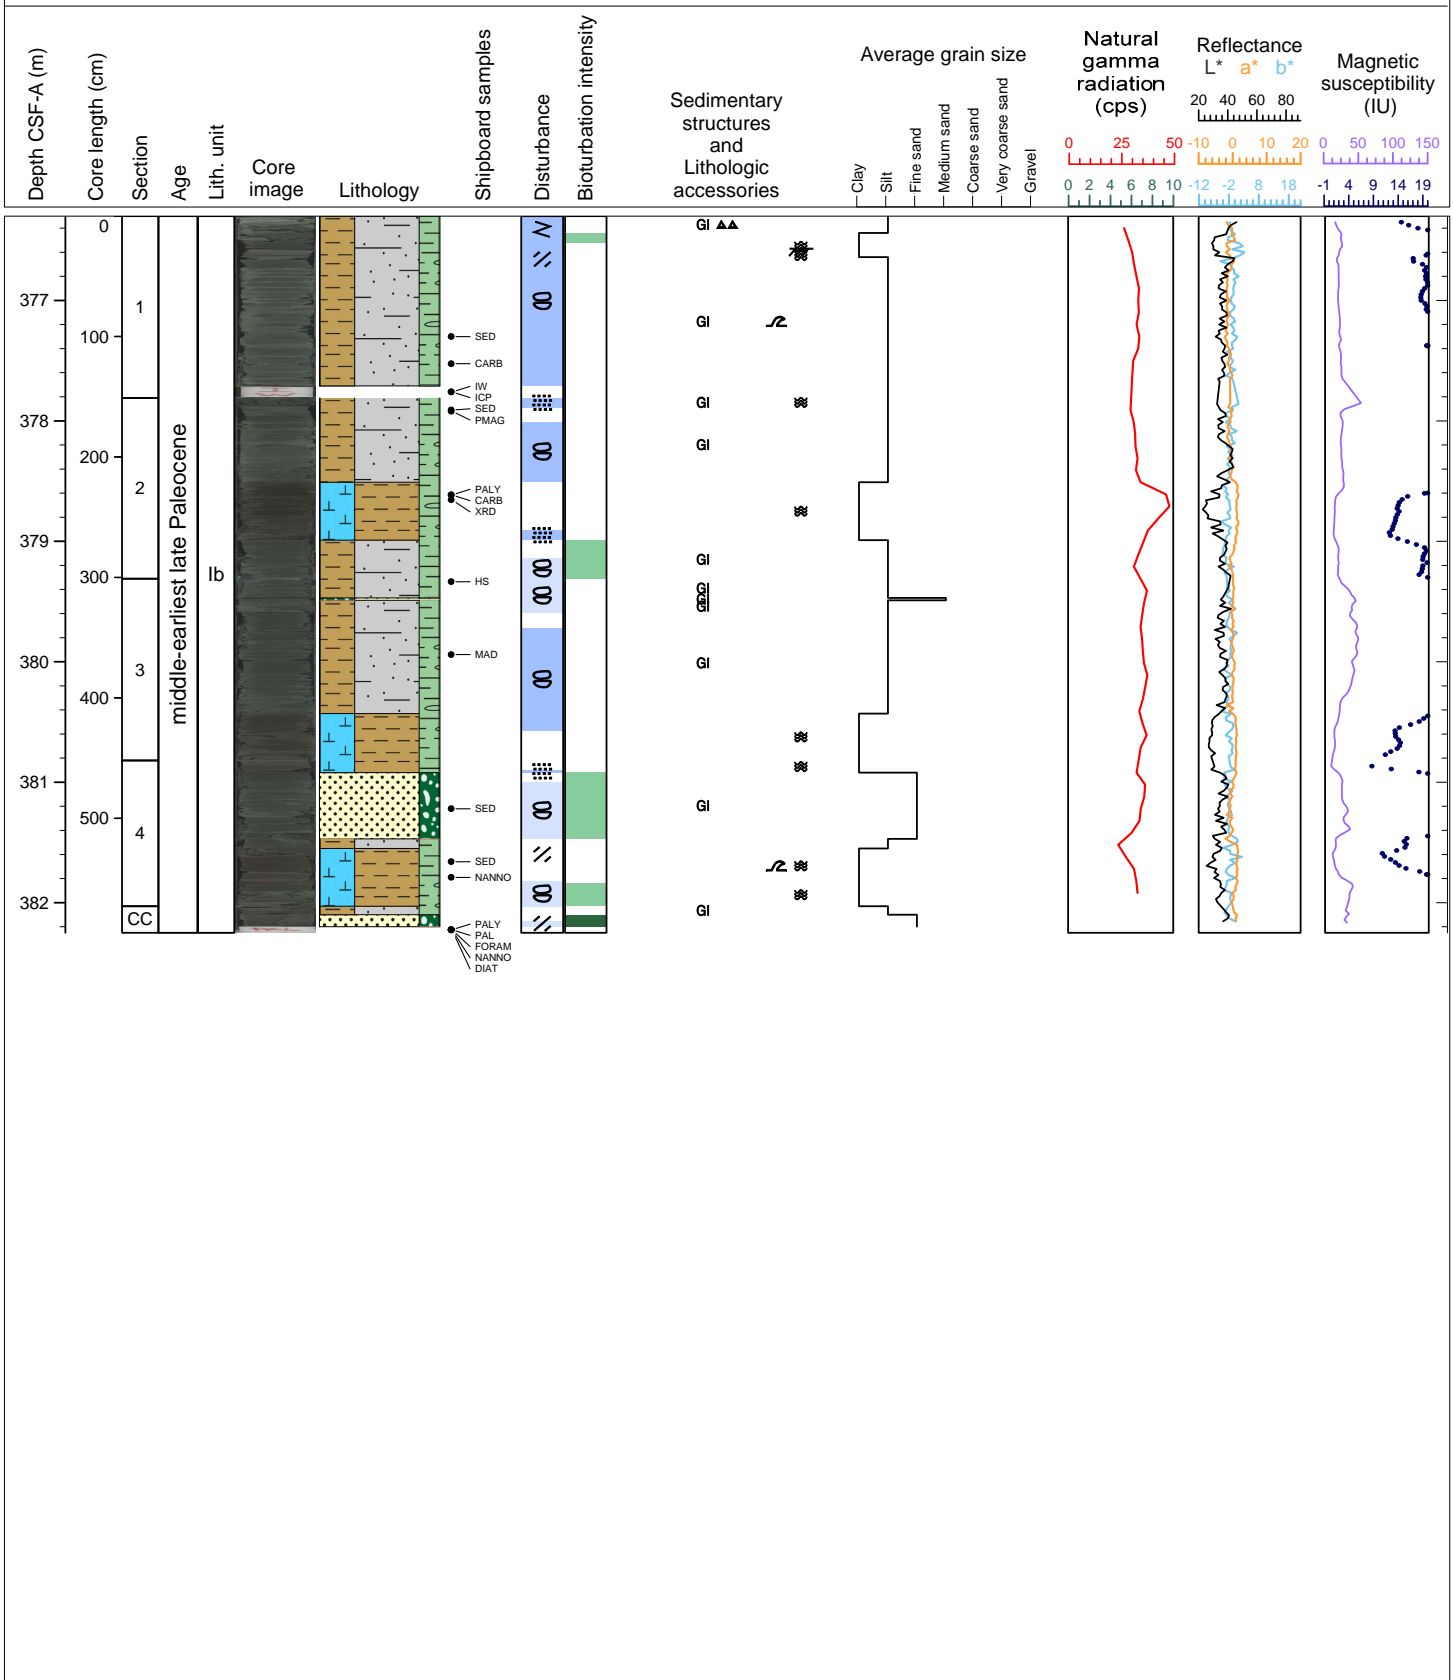 Depth CSF-A (m)
Core length (cm)
Section
Age
Lith. unit
Core
image
Lithology
Shipboard samples
Disturbance
Bioturbation intensity
Sedimentary
structures
and
Lithologic
accessories
Average grain size
Clay
Silt
Fine sand
Medium sand
Coarse sand
Very coarse sand
Gravel
Natural
gamma
radiation
(cps)
0 25 50
0 2 4 6 8 10
Reflectance
L* a* b*
20 40 60 80
-10 0 10 20
-12 -2 8 18
Magnetic
susceptibility
(IU)
0 50 100 150
-1 4 9 14 19
377
378
379
380
381
382
0
100
200
300
400
500
1
2
3
4
CC
middle-earliest late Paleocene
Ib
SED
CARB
IW
ICP
SED
PMAG
PALY
CARB
XRD
HS
MAD
SED
SED
NANNO
PALY
PAL
FORAM
NANNO
DIAT
Gl
Gl
Gl
Gl
Gl
Gl
Gl
Gl
Gl
Gl
Gl